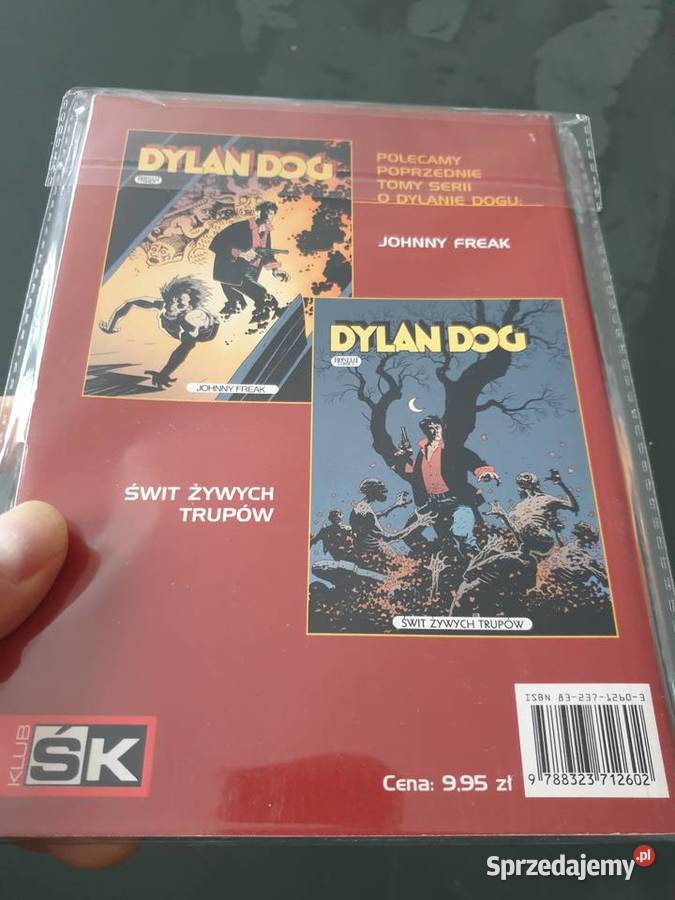 DYLAN DOG
POLECAMY
POPRZEDNIE
TOMY SERII
O DYLANIE DOGU:
JOHNNY FREAK
JOHNNY FREAK
DYLAN DOG
ŚWIT ŻYWYCH
TRUPÓW
ŚWIT ŻYWYCH TRUPÓW
ISBN 83-237-1260-3
9 788323 712602
KLUB
ŚK
Cena: 9,95 zł
Sprzedajemy.pl